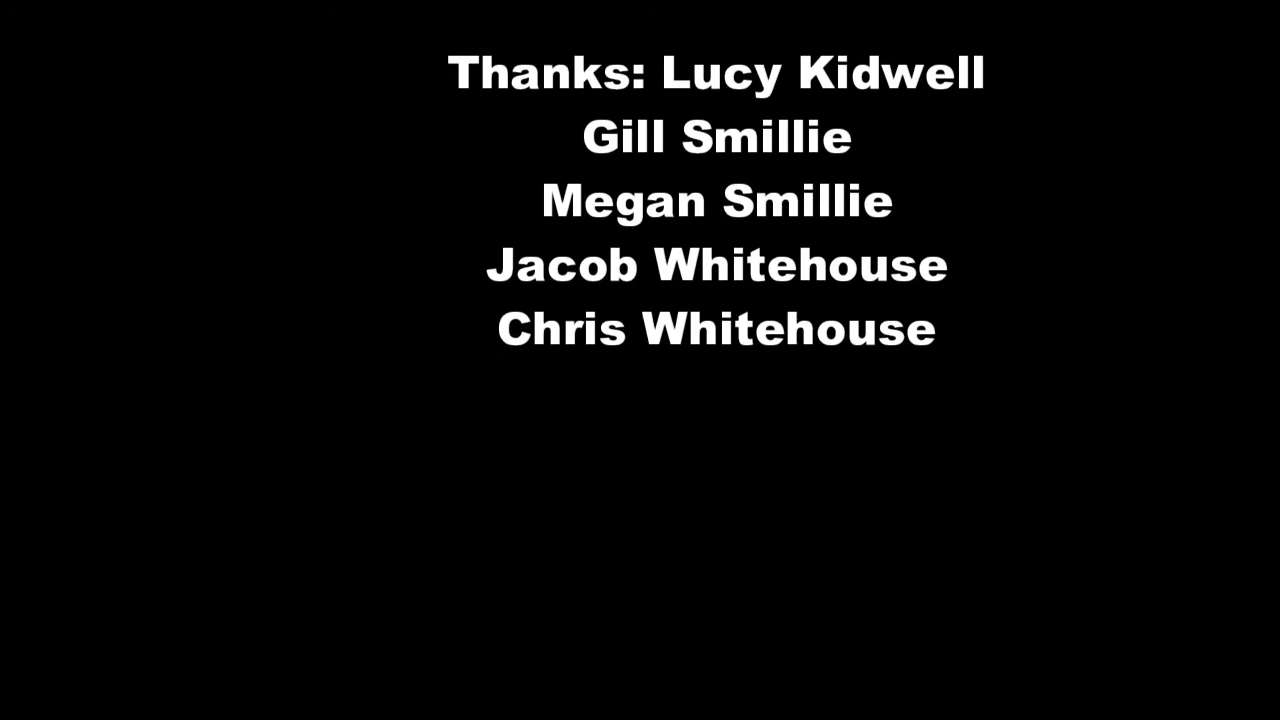 Thanks: Lucy Kidwell
Gill Smillie
Megan Smillie
Jacob Whitehouse
Chris Whitehouse